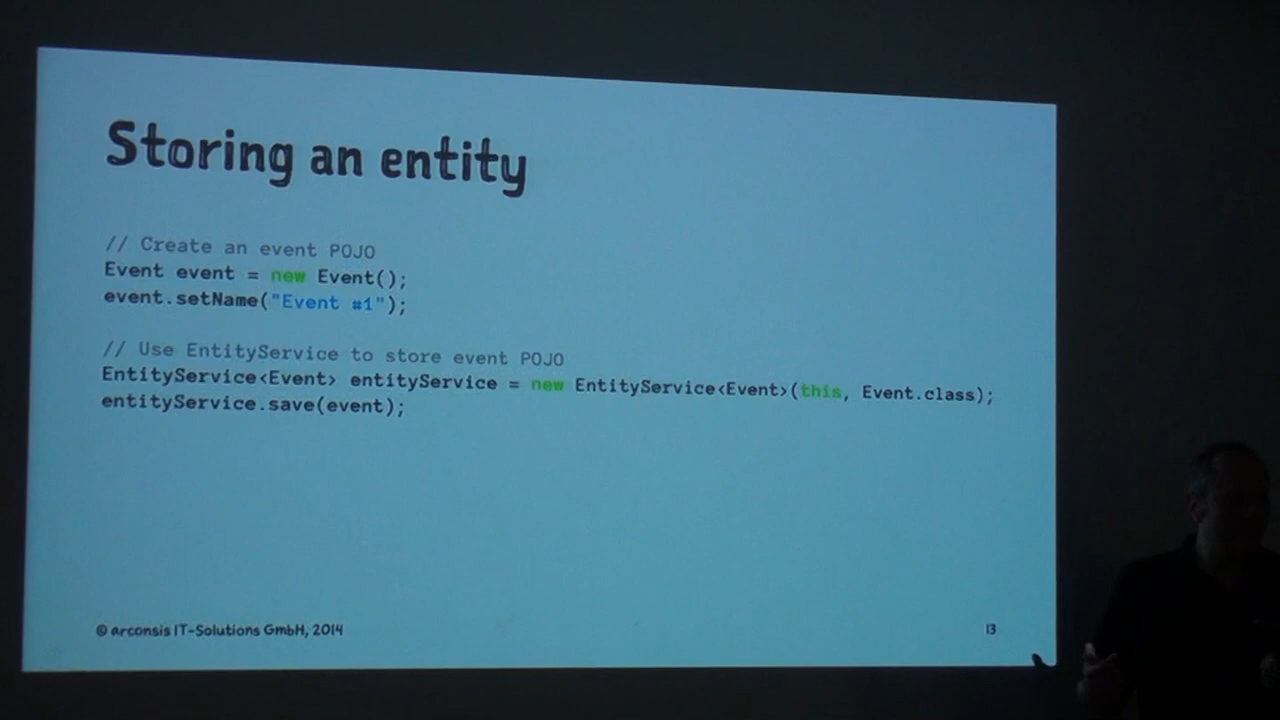 Storing an entity
// Create an event POJO
Event event = new Event();
event.setName("Event #1");
// Use EntityService to store event POJO
EntityService<Event> entityService = new EntityService<Event>(this, Event.class);
entityService.save(event);
© arconsis IT-Solutions GmbH, 2014
13